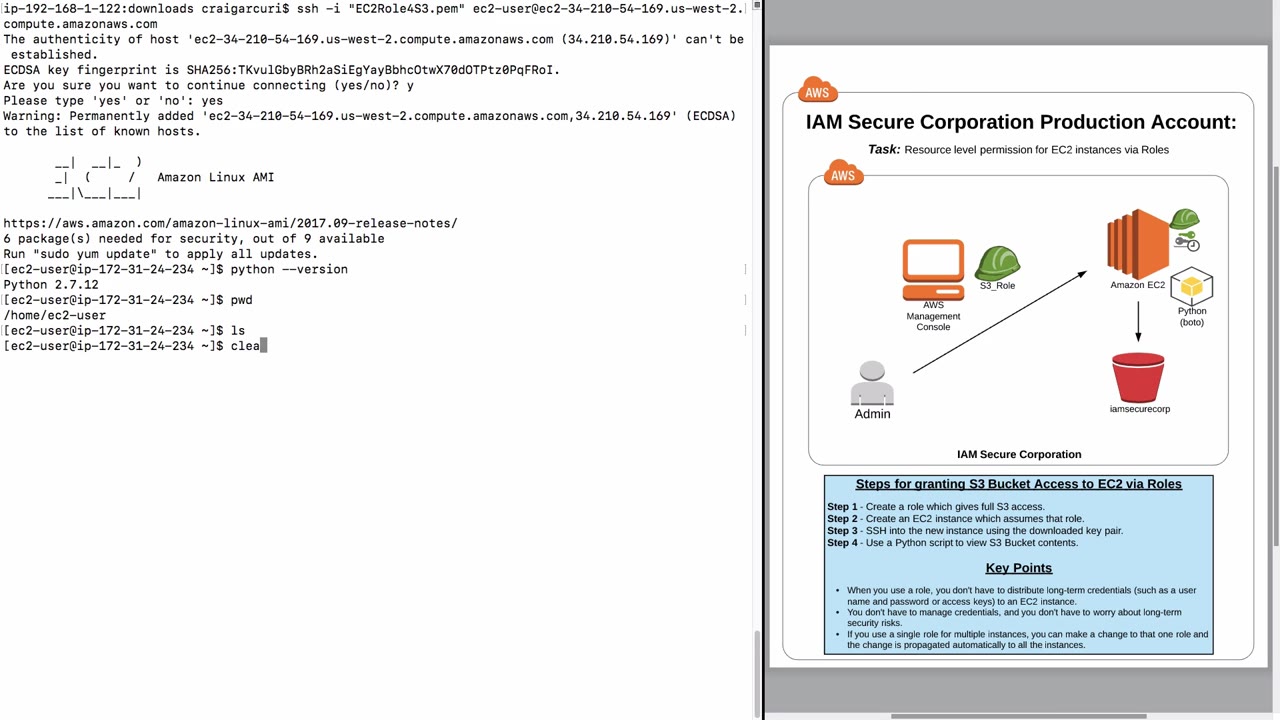 ip-192-168-1-122:downloads craigarcuri$ ssh -i "EC2Role4S3.pem" ec2-user@ec2-34-210-54-169.us-west-2.
compute.amazonaws.com
The authenticity of host 'ec2-34-210-54-169.us-west-2.compute.amazonaws.com (34.210.54.169)' can't be
 established.
ECDSA key fingerprint is SHA256:TKvulGbyBRh2aSiEgYayBbhcOtwX70dOTPtz0PqFRoI.
Are you sure you want to continue connecting (yes/no)? y
Please type 'yes' or 'no': yes
Warning: Permanently added 'ec2-34-210-54-169.us-west-2.compute.amazonaws.com,34.210.54.169' (ECDSA)
to the list of known hosts.
       __|  __|_  )
       _|  (     /   Amazon Linux AMI
      ___|\___|___|
https://aws.amazon.com/amazon-linux-ami/2017.09-release-notes/
6 package(s) needed for security, out of 9 available
Run "sudo yum update" to apply all updates.
[ec2-user@ip-172-31-24-234 ~]$ python --version
Python 2.7.12
[ec2-user@ip-172-31-24-234 ~]$ pwd
/home/ec2-user
[ec2-user@ip-172-31-24-234 ~]$ ls
[ec2-user@ip-172-31-24-234 ~]$ clea
AWS
IAM Secure Corporation Production Account:
Task: Resource level permission for EC2 instances via Roles
AWS
S3_Role
AWS
Management
Console
Amazon EC2
Python
(boto)
Admin
iamsecurecorp
IAM Secure Corporation
Steps for granting S3 Bucket Access to EC2 via Roles
Step 1 - Create a role which gives full S3 access.
Step 2 - Create an EC2 instance which assumes that role.
Step 3 - SSH into the new instance using the downloaded key pair.
Step 4 - Use a Python script to view S3 Bucket contents.
Key Points
• When you use a role, you don't have to distribute long-term credentials (such as a user
name and password or access keys) to an EC2 instance.
• You don't have to manage credentials, and you don't have to worry about long-term
security risks.
• If you use a single role for multiple instances, you can make a change to that one role and
the change is propagated automatically to all the instances.